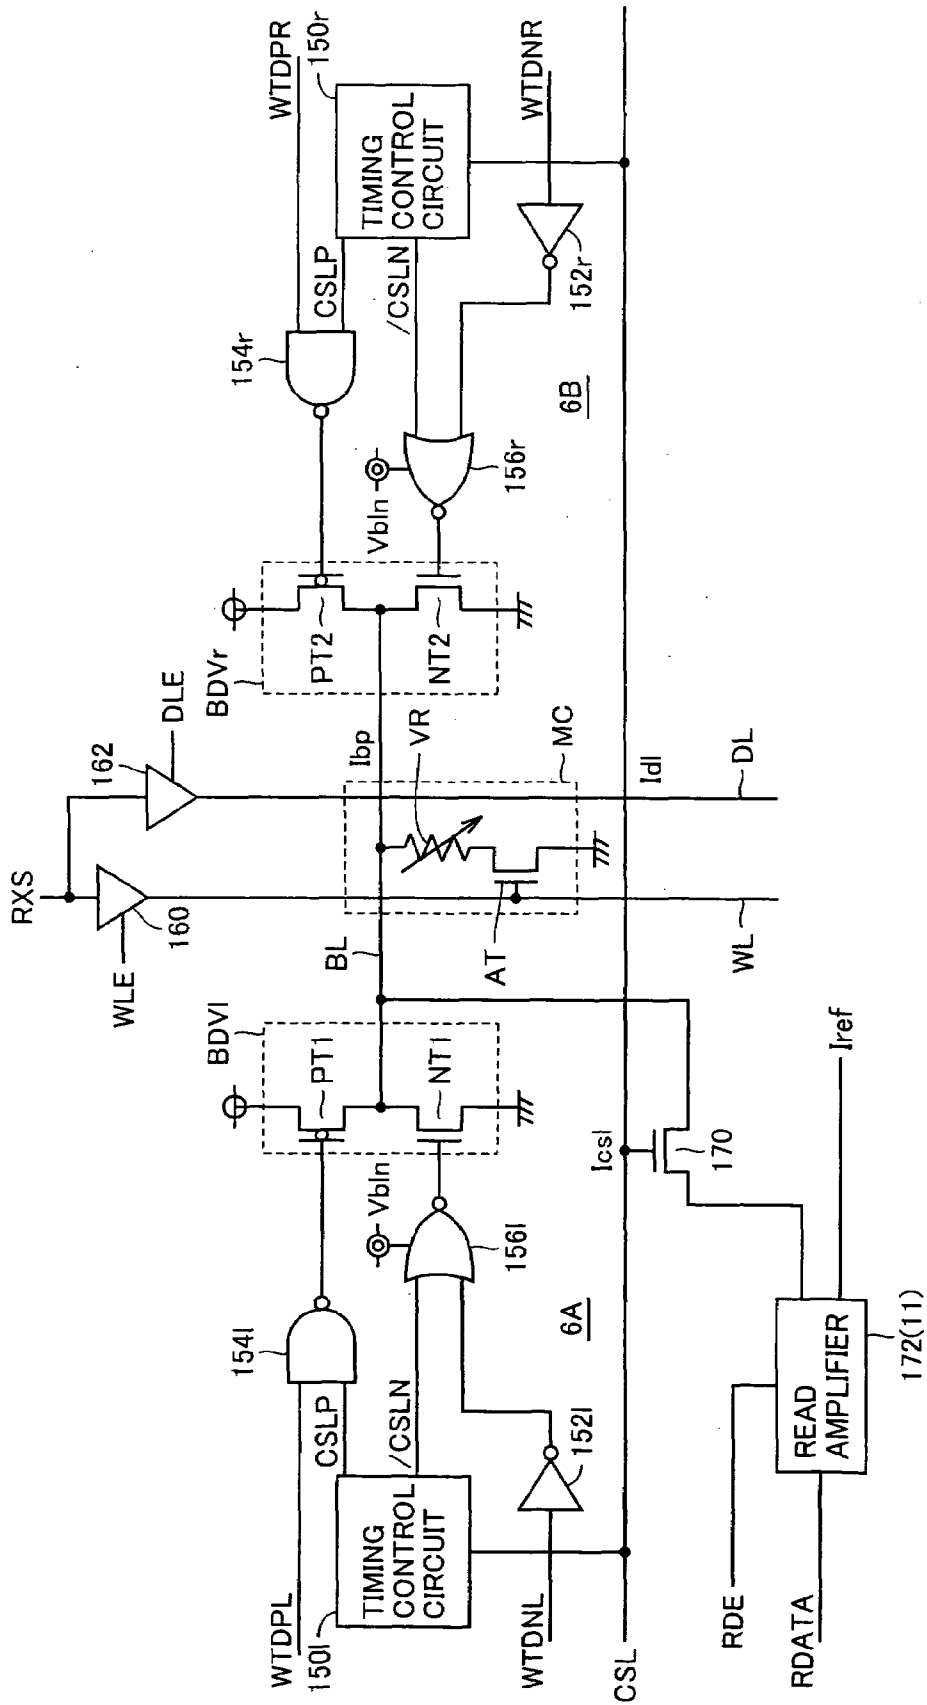 RXS
WLE
160
162
DLE
BDVl
PT1
NT1
Vbln
BL
Ibp
VR
MC
AT
BDVr
PT2
NT2
Vbln
WTDPL
CSLP
154l
TIMING
CONTROL
CIRCUIT
150l
/CSLN
156l
WTDNL
152l
6A
154r
CSLP
WTDPR
150r
TIMING
CONTROL
CIRCUIT
/CSLN
156r
152r
WTDNR
6B
CSL
Icsl
Idl
170
WL
DL
RDE
RDATA
READ
AMPLIFIER
Iref
172(11)